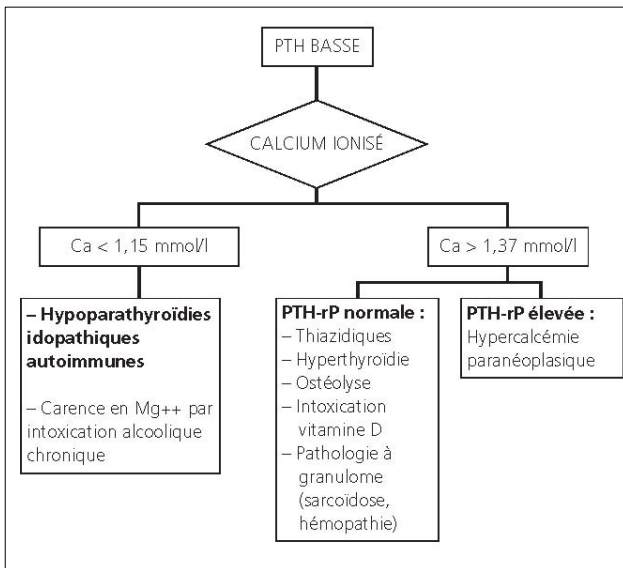 PTH BASSE
CALCIUM IONISÉ
Ca < 1,15 mmol/l
Ca > 1,37 mmol/l
– Hypoparathyroïdies
idopathiques
autoimmunes
– Carence en Mg++ par
intoxication alcoolique
chronique
PTH-rP normale :
– Thiazidiques
– Hyperthyroïdie
– Ostéolyse
– Intoxication
vitamine D
– Pathologie à
granulome
(sarcoïdose,
hémopathie)
PTH-rP élevée :
Hypercalcémie
paranéoplasique